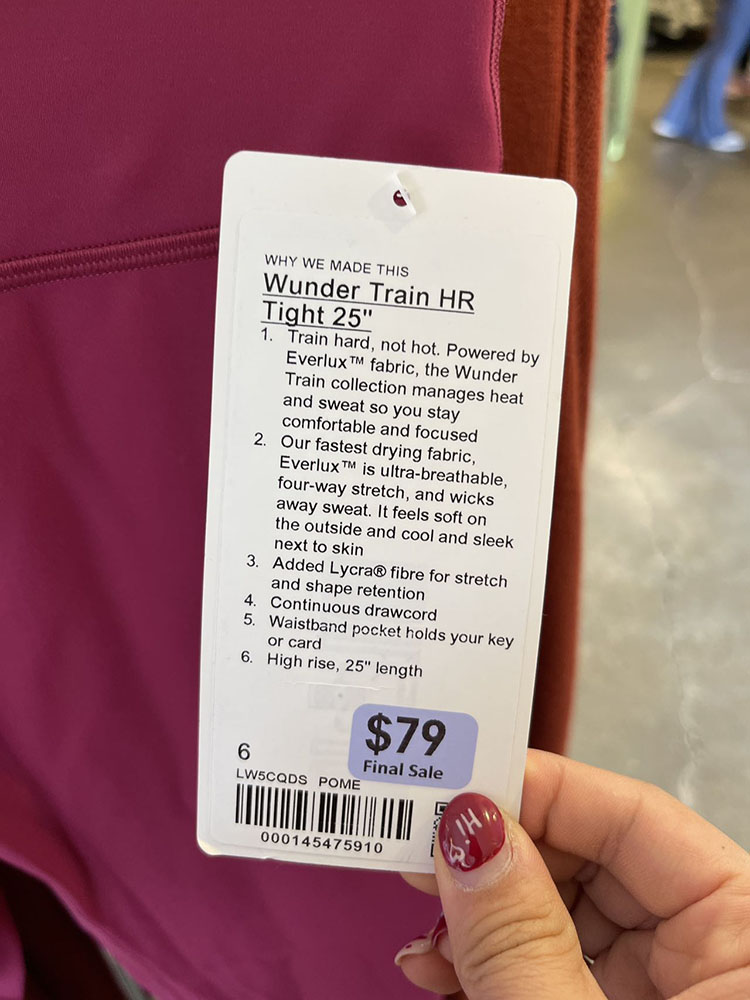 WHY WE MADE THIS
Wunder Train HR
Tight 25"
1. Train hard, not hot. Powered by
Everlux™ fabric, the Wunder
Train collection manages heat
and sweat so you stay
comfortable and focused
2. Our fastest drying fabric,
Everlux™ is ultra-breathable,
four-way stretch, and wicks
away sweat. It feels soft on
the outside and cool and sleek
next to skin
3. Added Lycra® fibre for stretch
and shape retention
4. Continuous drawcord
5. Waistband pocket holds your key
or card
6. High rise, 25" length
$79
Final Sale
6
LW5CQDS POME
000145475910
HI